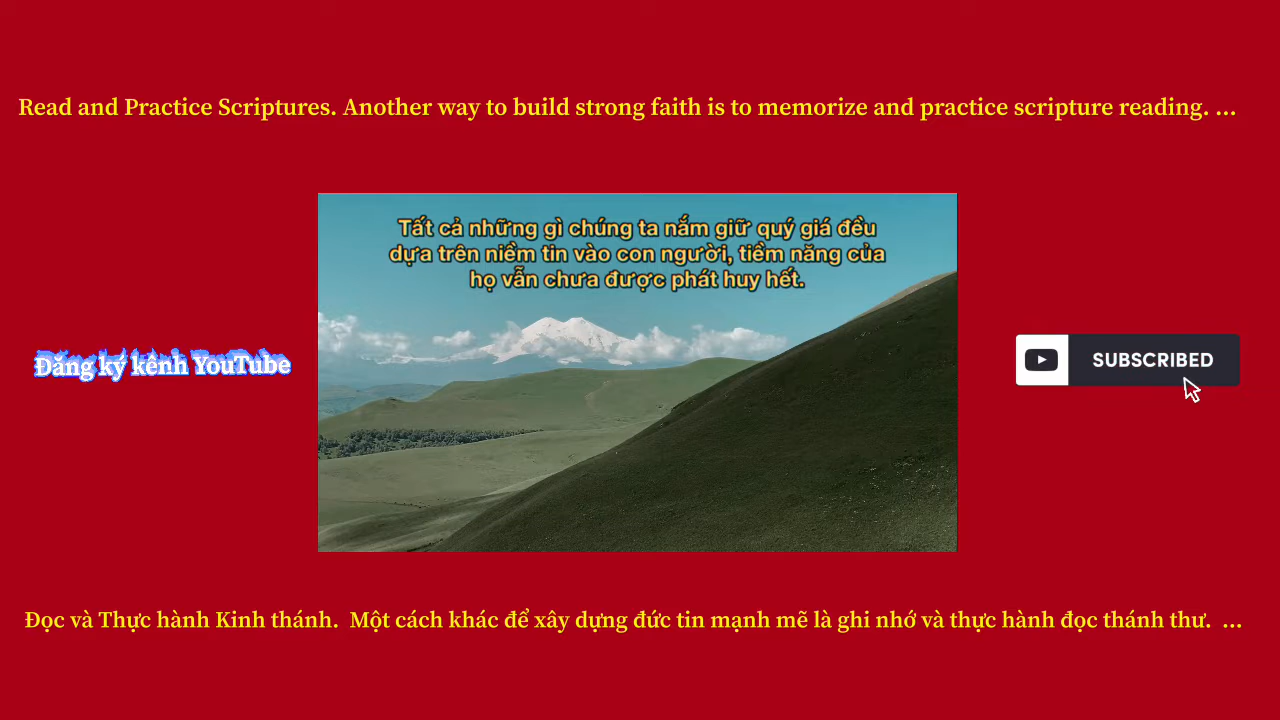 Read and Practice Scriptures. Another way to build strong faith is to memorize and practice scripture reading. ...
Tất cả những gì chúng ta nắm giữ quý giá đều
dựa trên niềm tin vào con người, tiềm năng của
họ vẫn chưa được phát huy hết.
Đăng ký kênh YouTube
SUBSCRIBED
Đọc và Thực hành Kinh thánh.  Một cách khác để xây dựng đức tin mạnh mẽ là ghi nhớ và thực hành đọc thánh thư.  ...